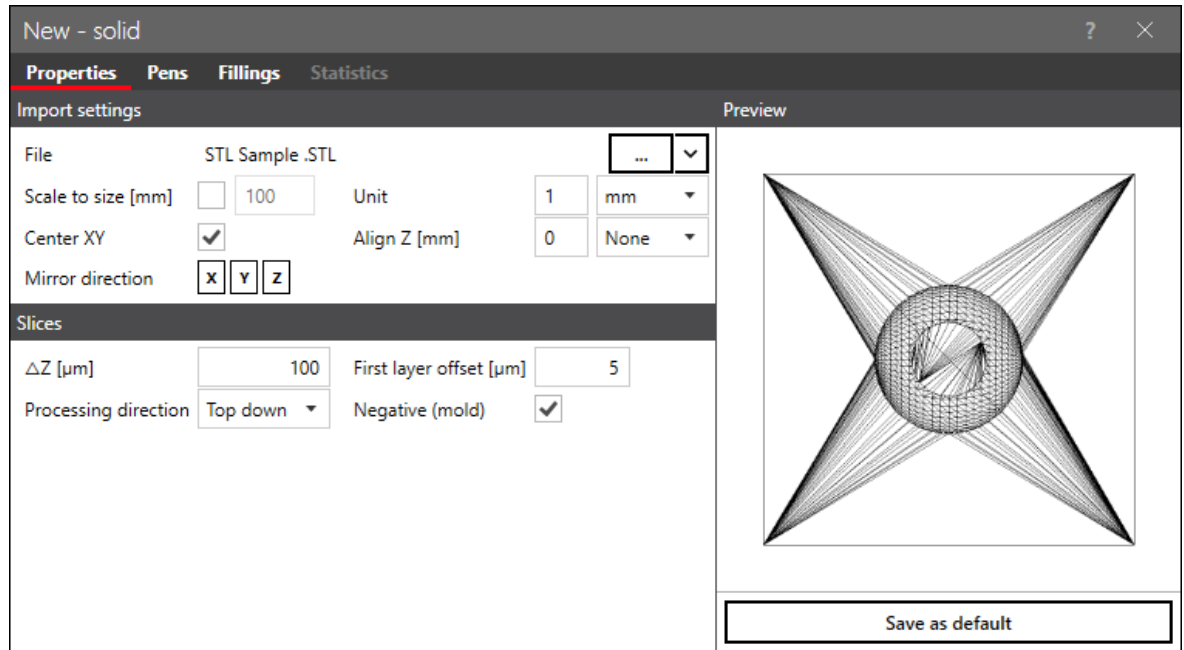 New - solid ?
Properties Pens Fillings Statistics
Import settings
File STL Sample .STL ...
Scale to size [mm] 100 Unit 1 mm
Center XY Align Z [mm] 0 None
Mirror direction X Y Z
Slices
△Z [µm] 100 First layer offset [µm] 5
Processing direction Top down Negative (mold)
Preview
Save as default